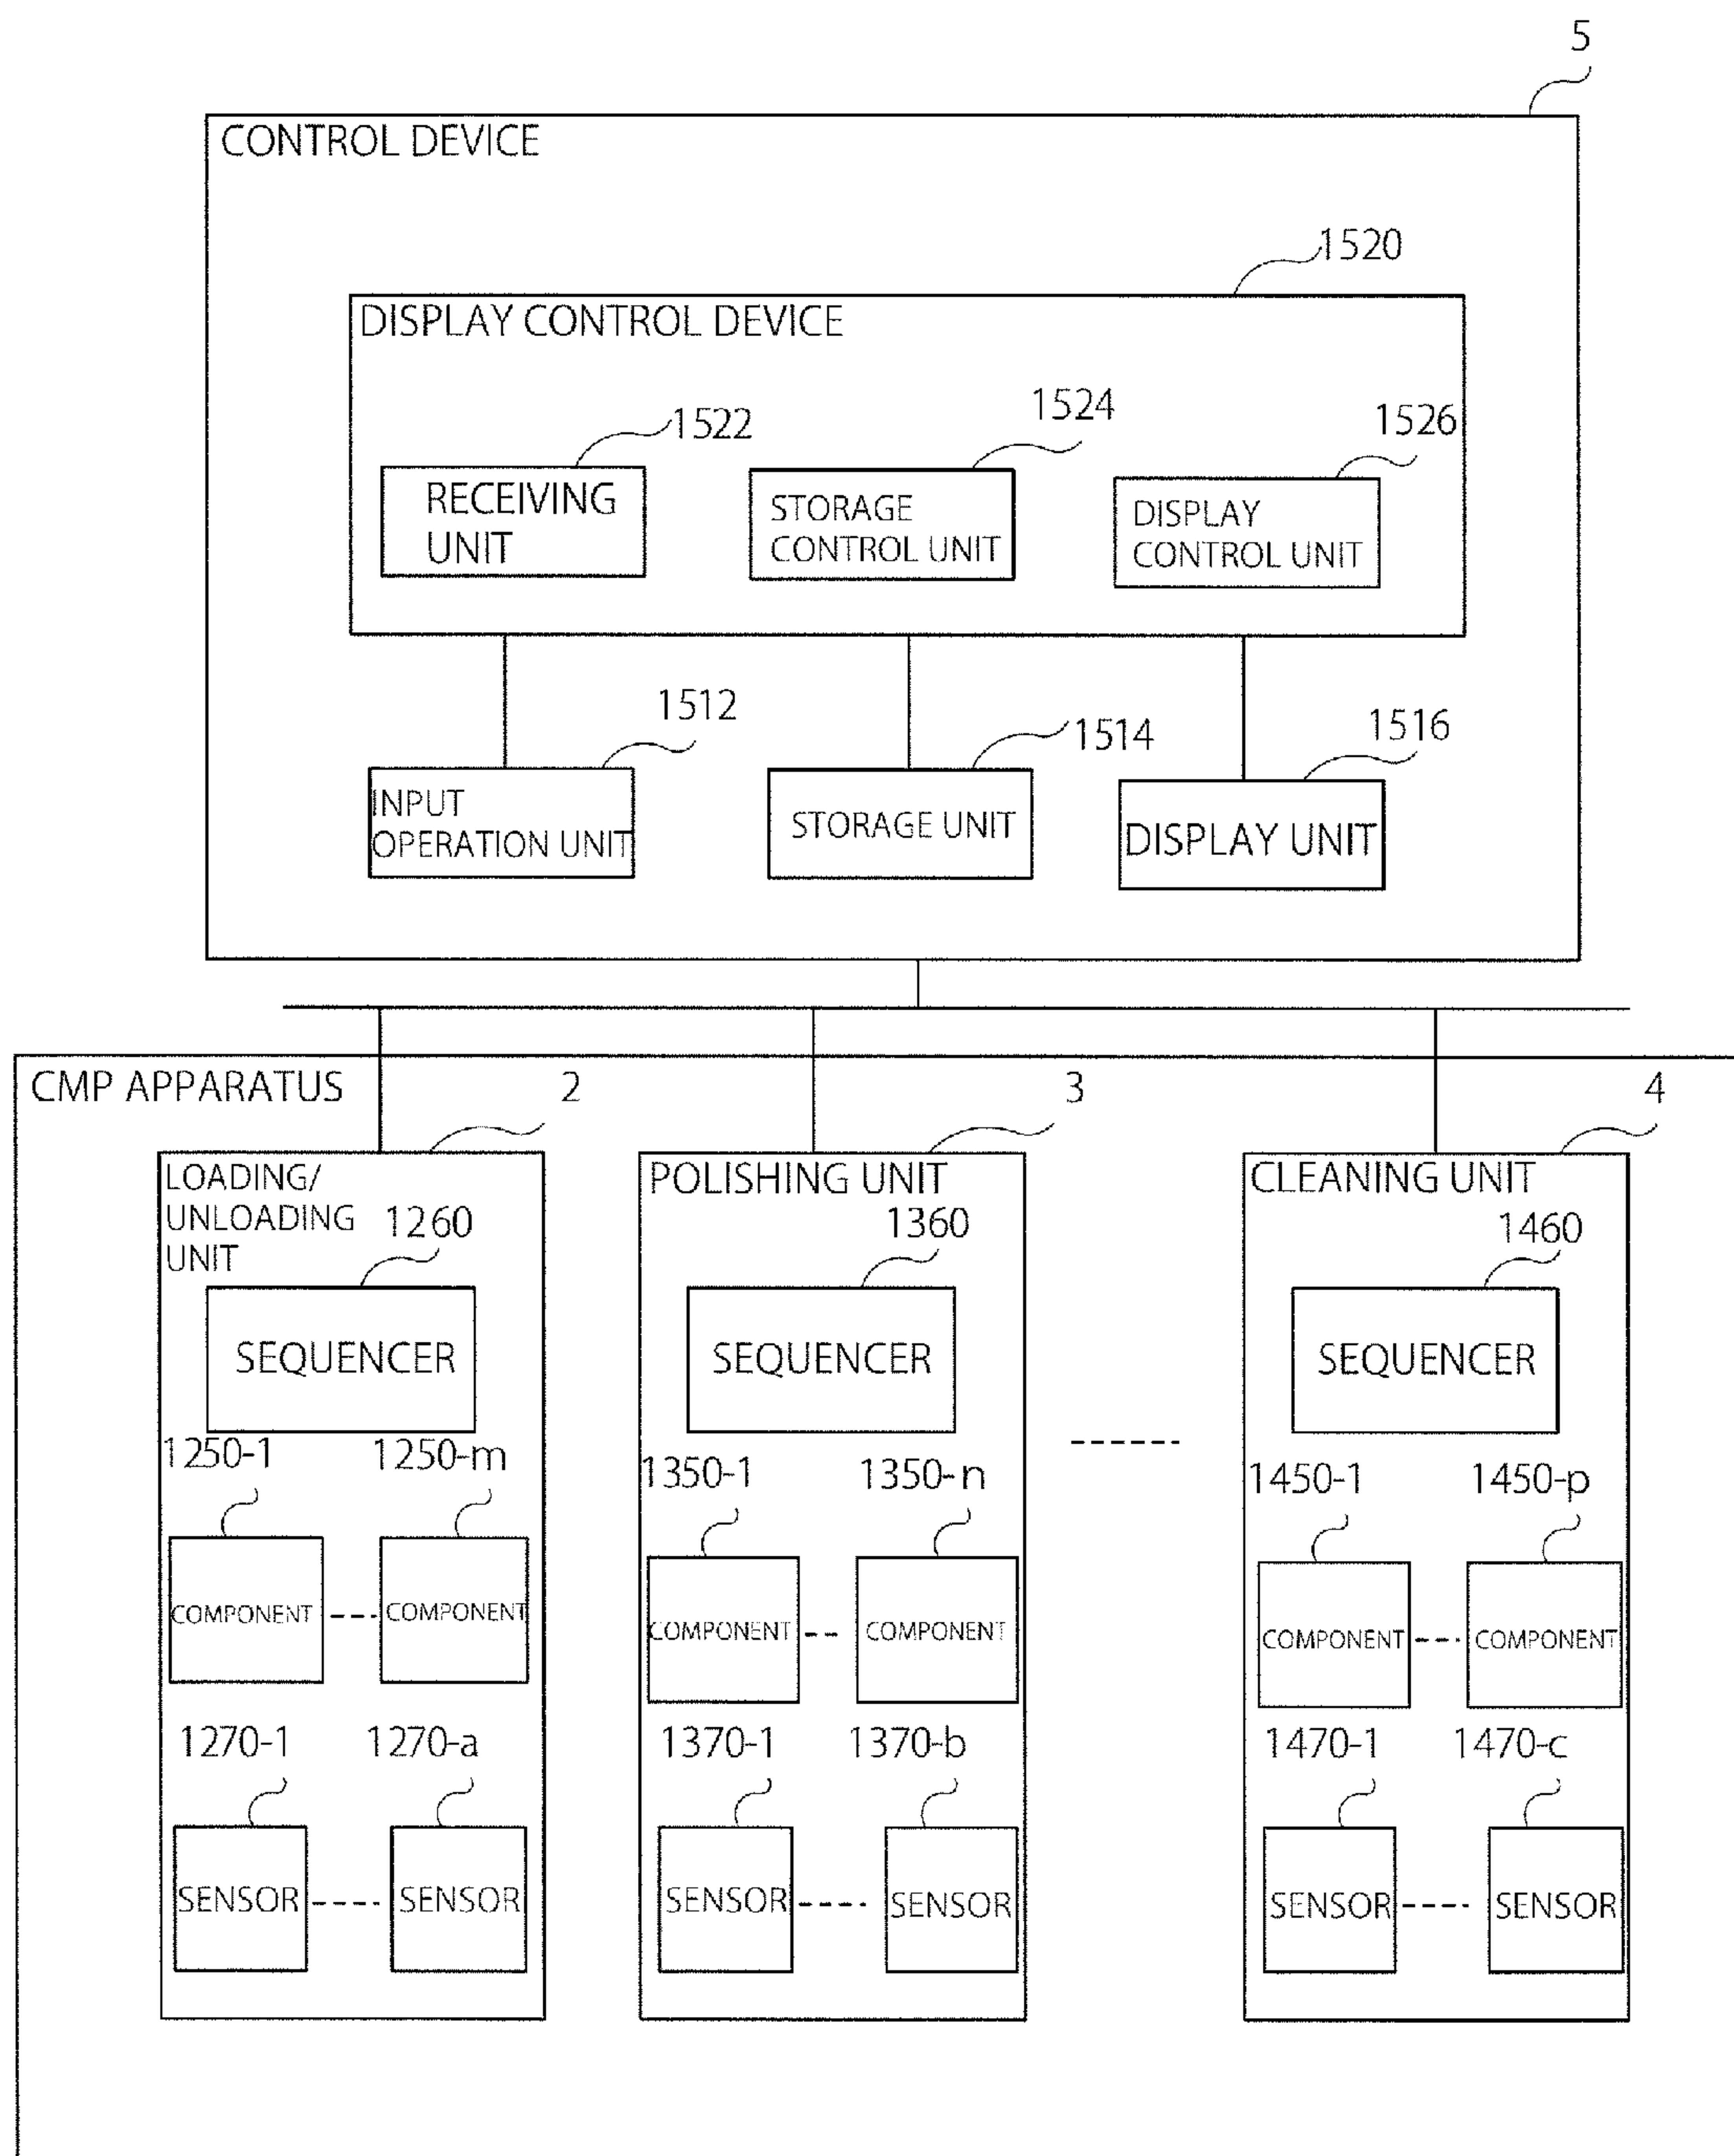 5
CONTROL DEVICE
1520
DISPLAY CONTROL DEVICE
1522
1524
1526
RECEIVING
UNIT
STORAGE
CONTROL UNIT
DISPLAY
CONTROL UNIT
1512
1514
1516
INPUT
OPERATION UNIT
STORAGE UNIT
DISPLAY UNIT
CMP APPARATUS
2
3
4
LOADING/
UNLOADING
UNIT
1260
SEQUENCER
1250-1
1250-m
COMPONENT
COMPONENT
1270-1
1270-a
SENSOR
SENSOR
POLISHING UNIT
1360
SEQUENCER
1350-1
1350-n
COMPONENT
COMPONENT
1370-1
1370-b
SENSOR
SENSOR
CLEANING UNIT
1460
SEQUENCER
1450-1
1450-p
COMPONENT
COMPONENT
1470-1
1470-c
SENSOR
SENSOR